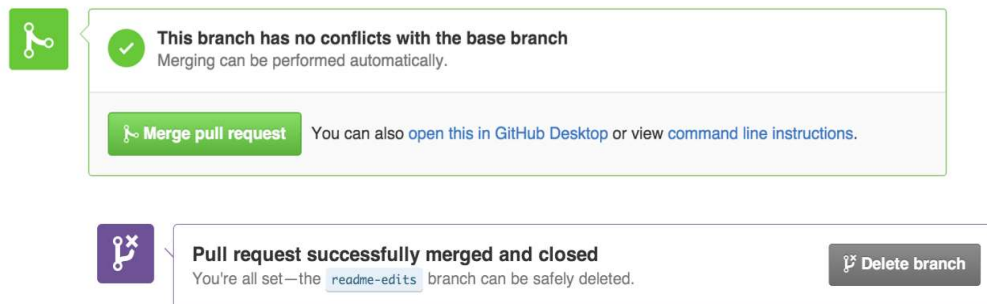 This branch has no conflicts with the base branch
Merging can be performed automatically.
Merge pull request You can also open this in GitHub Desktop or view command line instructions.
Pull request successfully merged and closed
You're all set—the readme-edits branch can be safely deleted.
Delete branch